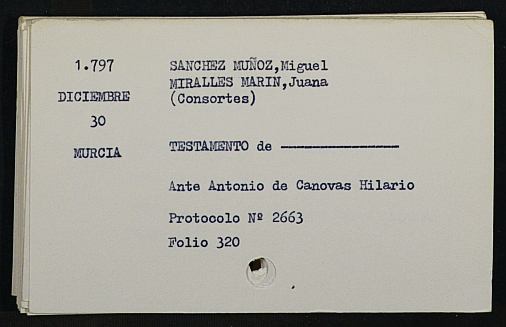 1.797
DICIEMBRE
30
MURCIA
SANCHEZ MUÑOZ,Miguel
MIRALLES MARIN,Juana
(Consortes)
TESTAMENTO de ----------------
Ante Antonio de Canovas Hilario
Protocolo Nº 2663
Folio 320